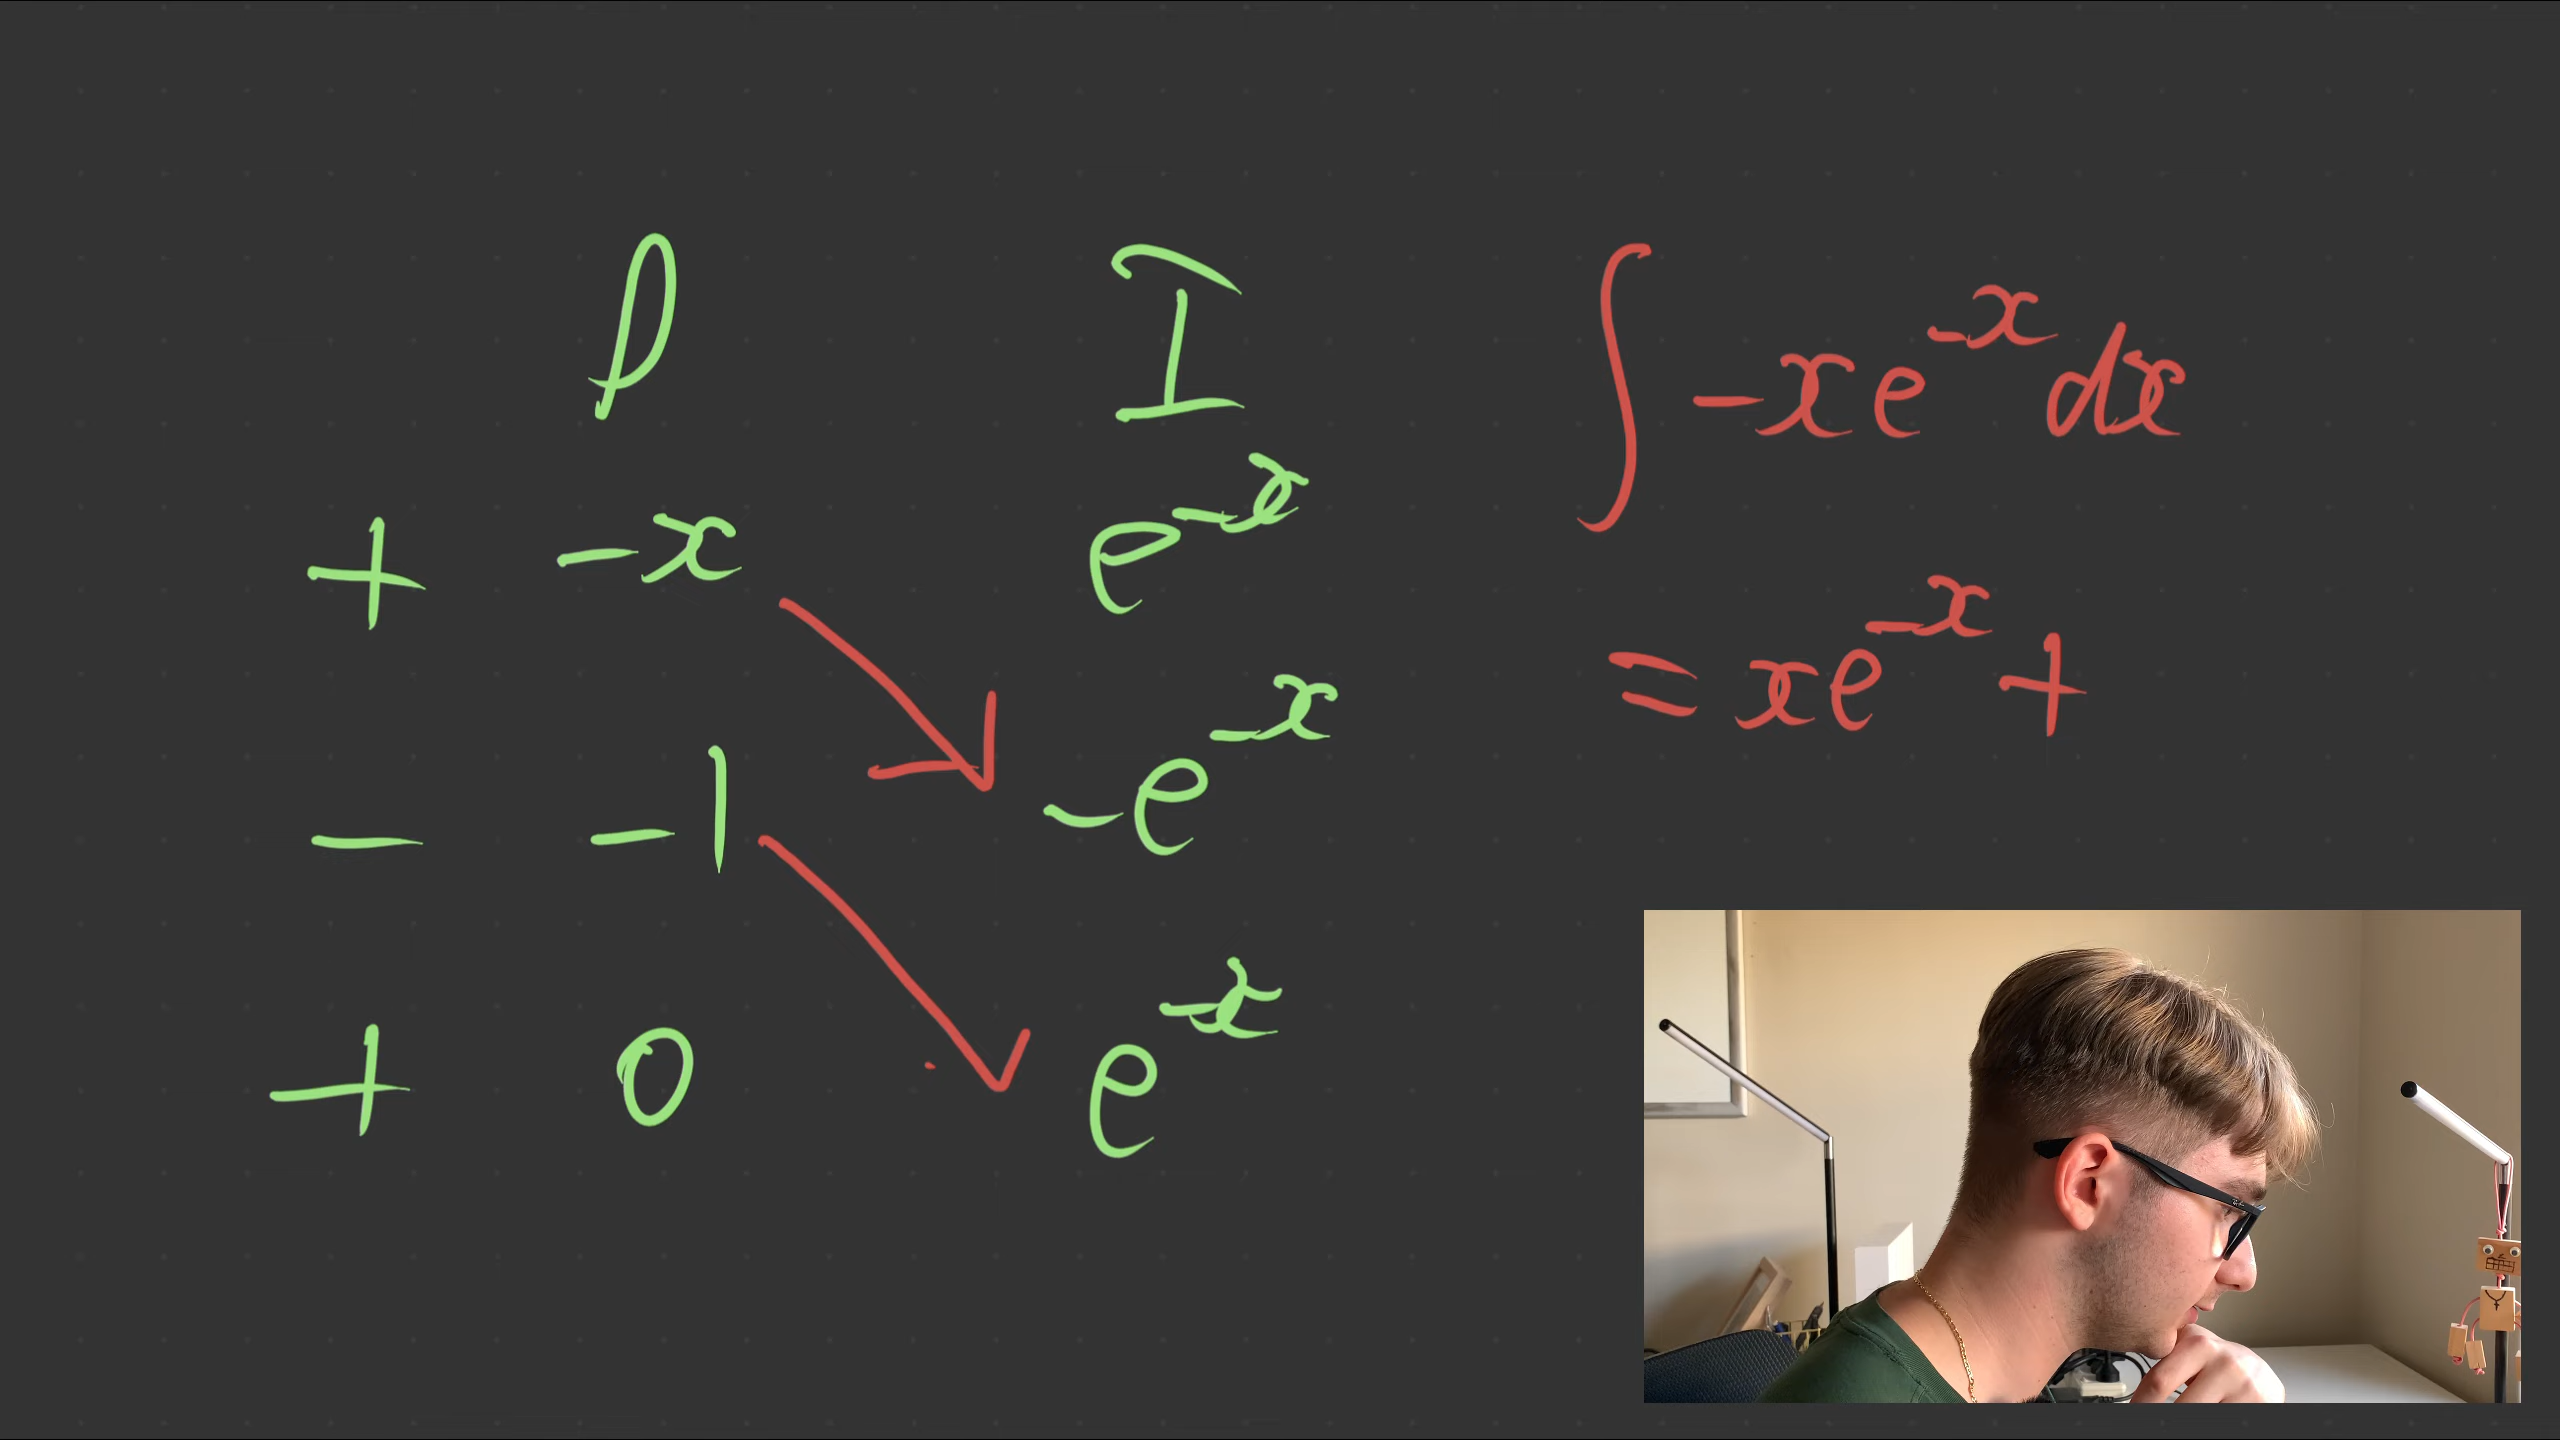 D I
+ -x e^{-x}
- -1 -e^{-x}
+ 0 e^{-x}
∫ -xe^{-x} dx
= xe^{-x} +